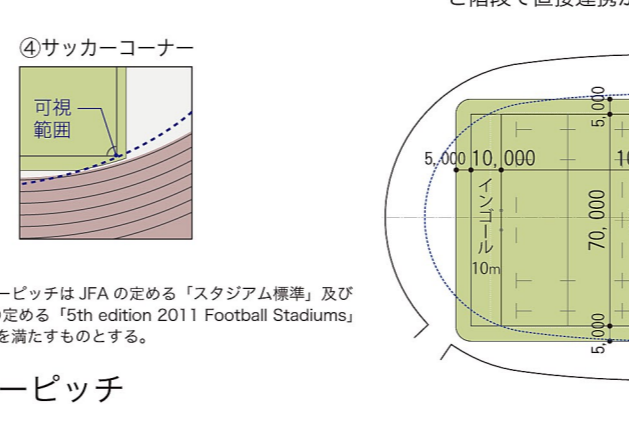 と階段で直接連携が
④サッカーコーナー
可視
範囲
ーピッチは JFA の定める「スタジアム標準」及び
の定める「5th edition 2011 Football Stadiums」
を満たすものとする。
ーピッチ
5,000
5,000
10,000
10
インゴール
10m
70,000
5,000